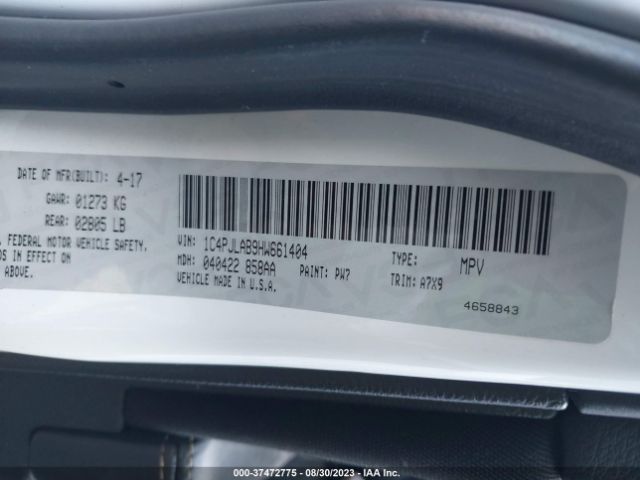 DATE OF MFR(BUILT): 4-17
GAWR: 01273 KG
REAR: 02805 LB
FEDERAL MOTOR VEHICLE SAFETY,
DS IN EFFECT ON
ABOVE.
VIN: 1C4PJLAB9HW661404
MDH: 040422 858AA PAINT: PW7
VEHICLE MADE IN U.S.A.
TYPE: MPV
TRIM: A7X9
4658843
000-37472775 - 08/30/2023 - IAA Inc.